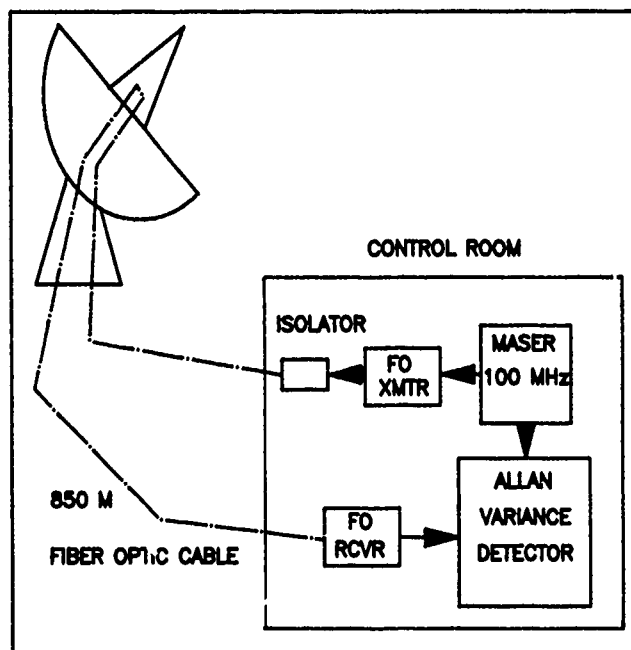 CONTROL ROOM
ISOLATOR
FO
XMTR
MASER
100 MHz
850 M
FIBER OPTIC CABLE
FO
RCVR
ALLAN
VARIANCE
DETECTOR